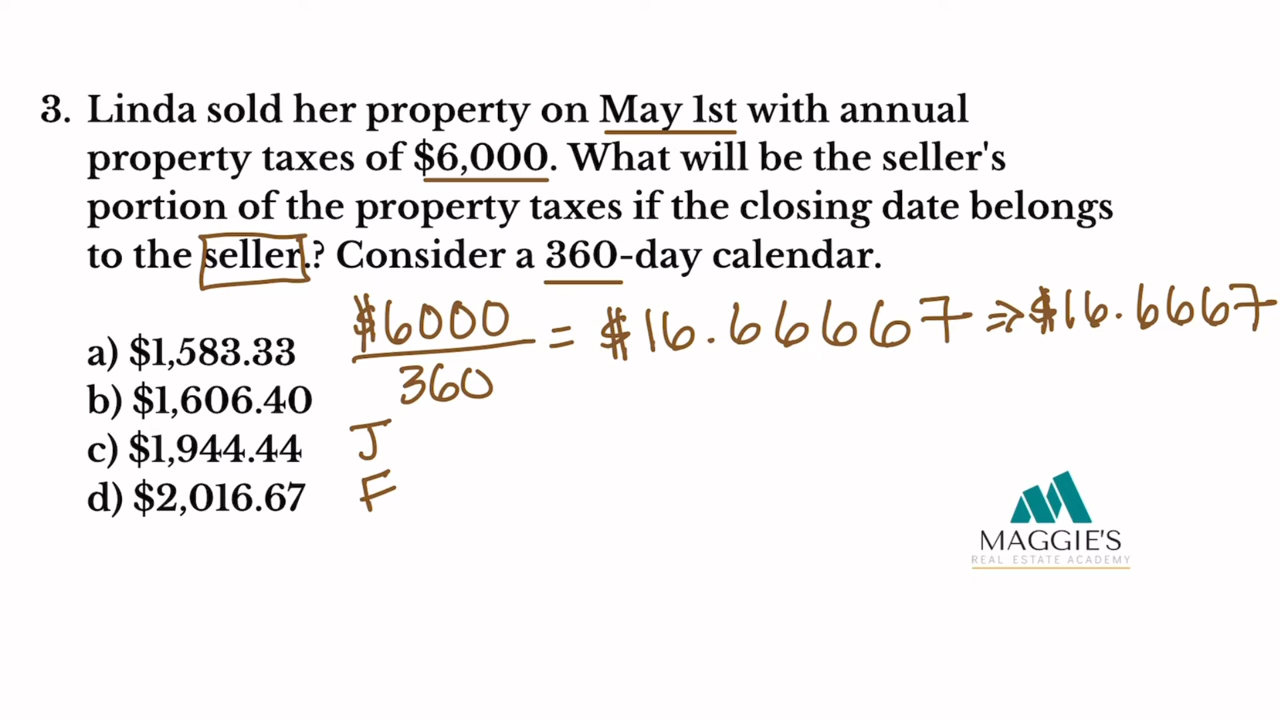 3. Linda sold her property on May 1st with annual
property taxes of $6,000. What will be the seller's
portion of the property taxes if the closing date belongs
to the seller.? Consider a 360-day calendar.
$6000 = $16.66667 ⇒ $16.6667
360
a) $1,583.33
b) $1,606.40
c) $1,944.44
d) $2,016.67
J
F
MAGGIE'S
REAL ESTATE ACADEMY